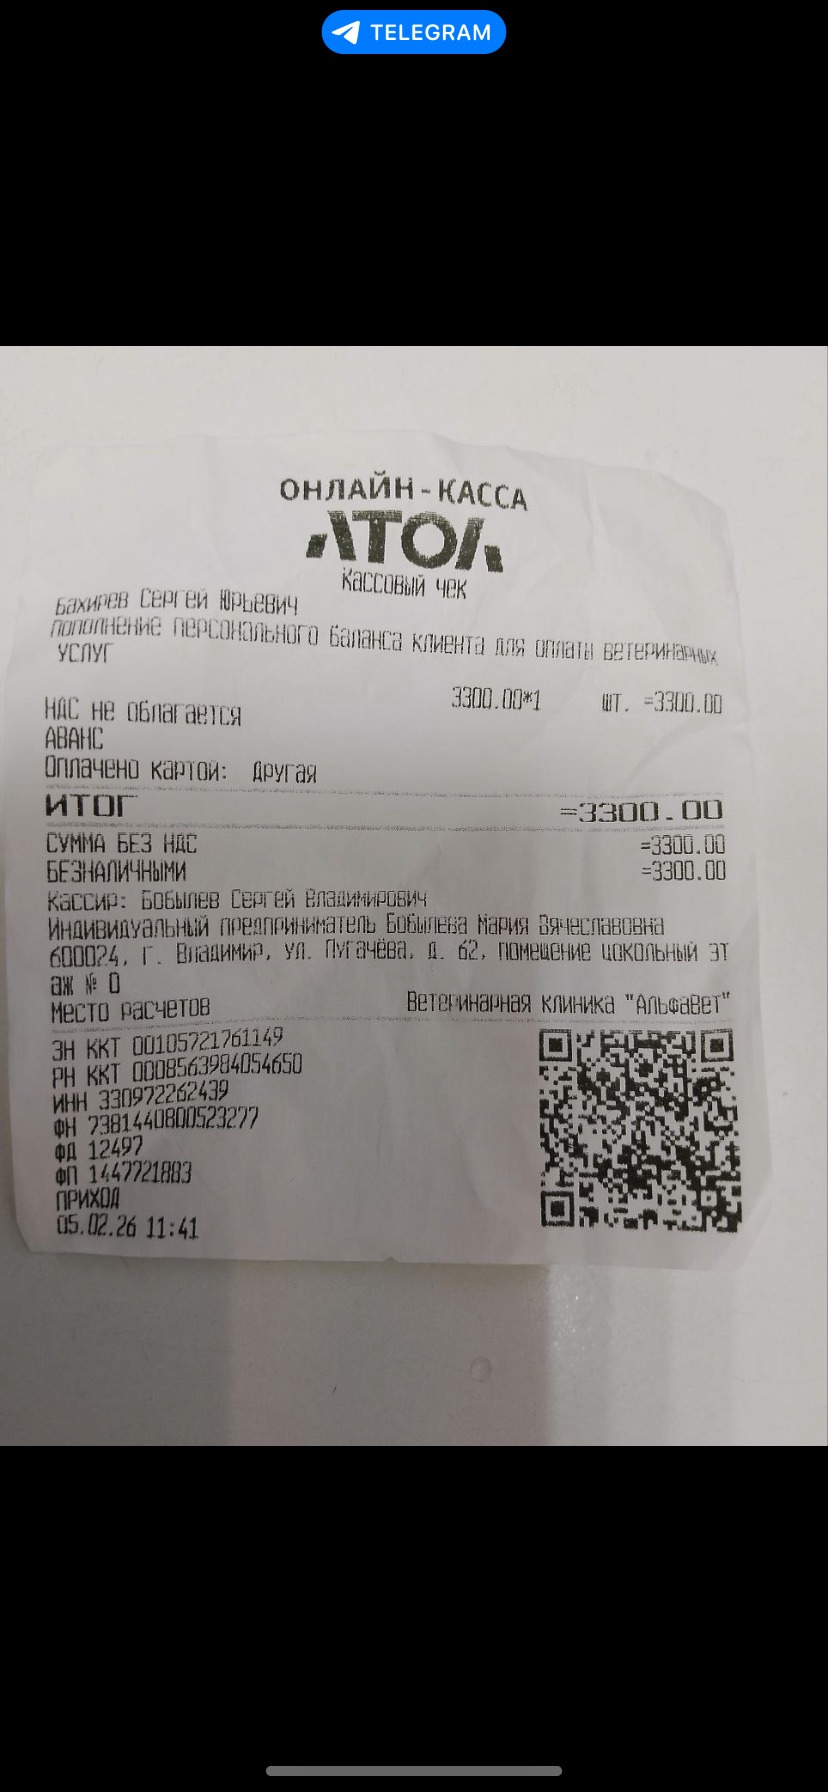 TELEGRAM
ОНЛАЙН-КАССА
АТОЛ
Кассовый чек
Бахирев Сергей Юрьевич
Пополнение персонального баланса клиента для оплаты ветеринарных
УСЛУГ
3300.00*1 шт. =3300.00
НДС не облагается
АВАНС
Оплачено картой: Другая
ИТОГ =3300.00
СУММА БЕЗ НДС =3300.00
БЕЗНАЛИЧНЫМИ =3300.00
Кассир: Бобылев Сергей Владимирович
Индивидуальный предприниматель Бобылева Мария Вячеславовна
600024, Г. Владимир, ул. Пугачёва, д. 62, помещение цокольный эт
аж № 0
Место расчетов Ветеринарная клиника "АльфаВет"
ЗН ККТ 00105721761149
РН ККТ 0008563984054650
ИНН 330972262439
ФН 7381440800523277
ФД 12497
ФП 1447721883
ПРИХОД
05.02.26 11:41